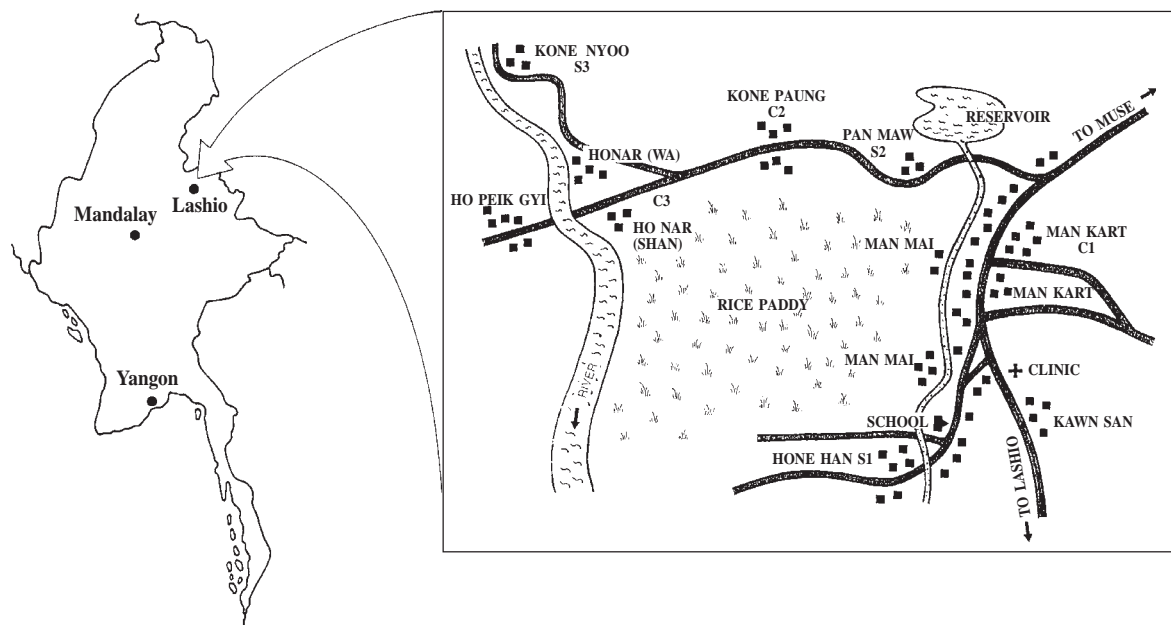 Mandalay
Lashio
Yangon
KONE NYOO
S3
KONE PAUNG
C2
PAN MAW
S2
RESERVOIR
TO MUSE
HONAR (WA)
HO PEIK GYI
C3
HO NAR
(SHAN)
MAN MAI
MAN KART
C1
MAN KART
RICE PADDY
MAN MAI
CLINIC
RIVER
SCHOOL
KAWN SAN
HONE HAN S1
TO LASHIO